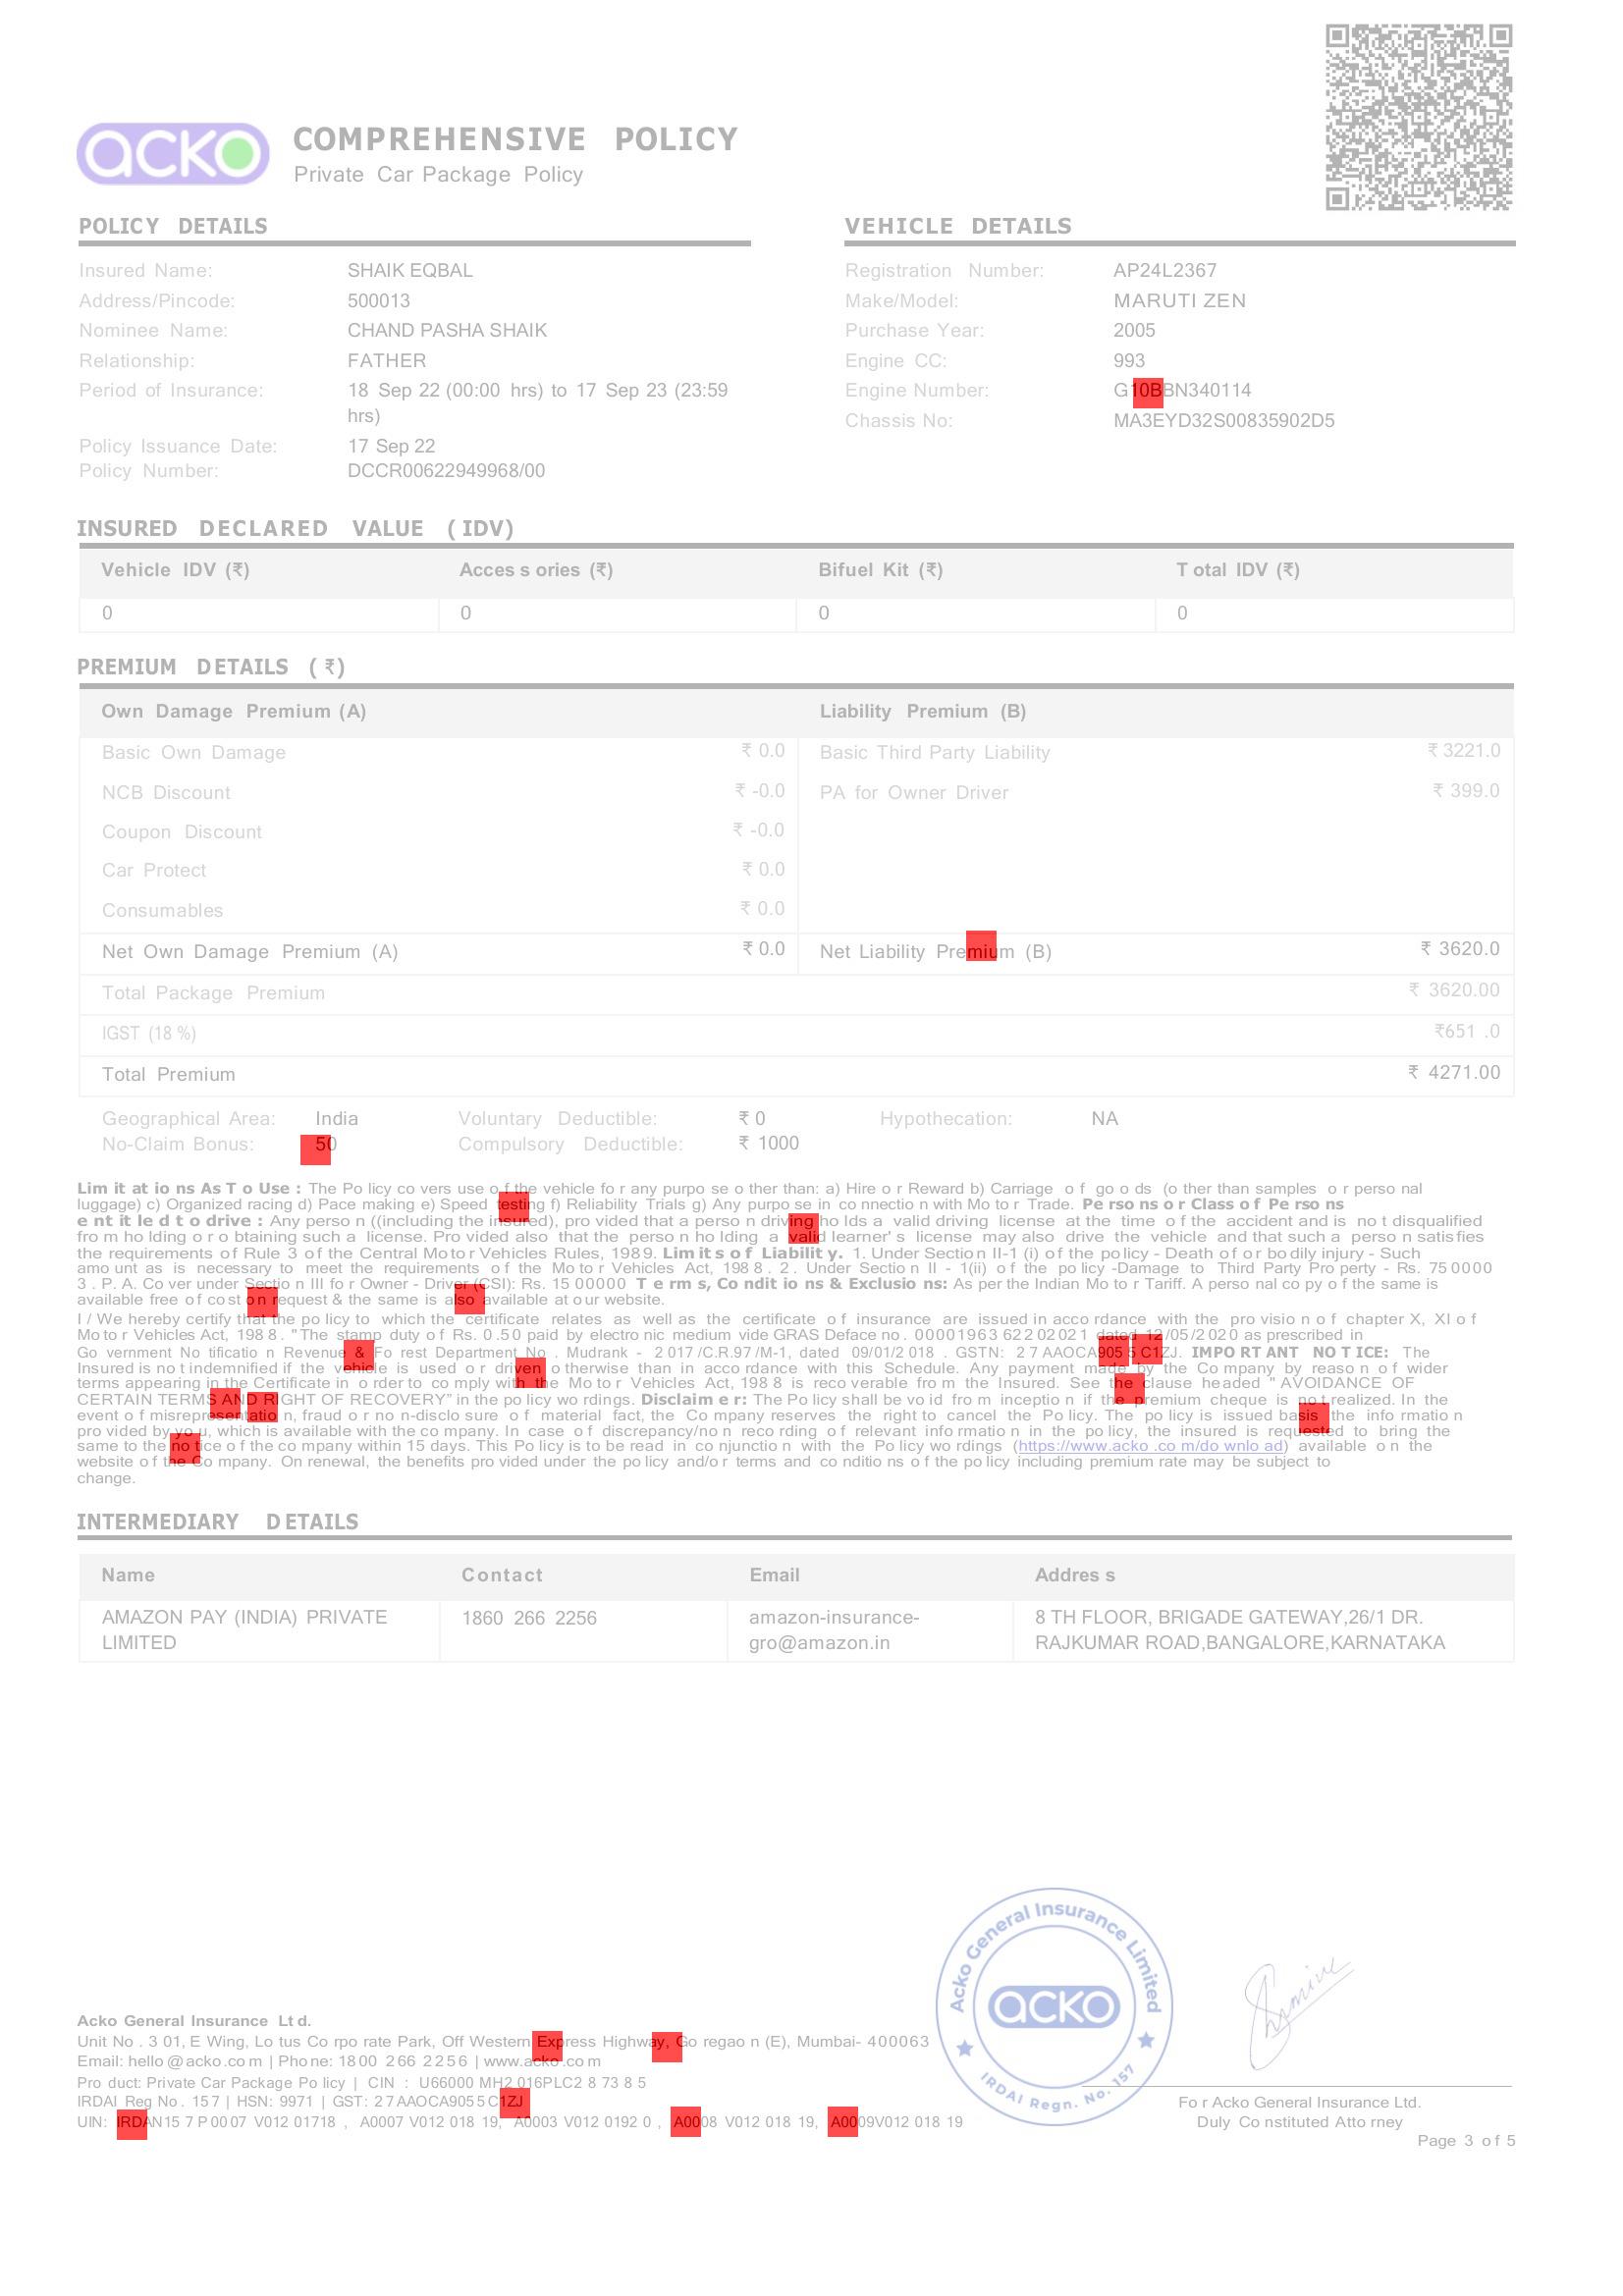 acko
COMPREHENSIVE POLICY
Private Car Package Policy
POLICY DETAILS
Insured Name: SHAIK EQBAL
Address/Pincode: 500013
Nominee Name: CHAND PASHA SHAIK
Relationship: FATHER
Period of Insurance: 18 Sep 22 (00:00 hrs) to 17 Sep 23 (23:59
hrs)
Policy Issuance Date: 17 Sep 22
Policy Number: DCCR00622949968/00
VEHICLE DETAILS
Registration Number: AP24L2367
Make/Model: MARUTI ZEN
Purchase Year: 2005
Engine CC: 993
Engine Number: G10BBN340114
Chassis No: MA3EYD32S00835902D5
INSURED DECLARED VALUE (IDV)
Vehicle IDV (₹) Accessories (₹) Bifuel Kit (₹) Total IDV (₹)
0 0 0 0
PREMIUM DETAILS (₹)
Own Damage Premium (A) Liability Premium (B)
Basic Own Damage ₹ 0.0 Basic Third Party Liability ₹ 3221.0
NCB Discount ₹ -0.0 PA for Owner Driver ₹ 399.0
Coupon Discount ₹ -0.0
Car Protect ₹ 0.0
Consumables ₹ 0.0
Net Own Damage Premium (A) ₹ 0.0 Net Liability Premium (B) ₹ 3620.0
Total Package Premium ₹ 3620.00
IGST (18 %) ₹651 .0
Total Premium ₹ 4271.00
Geographical Area: India Voluntary Deductible: ₹ 0 Hypothecation: NA
No-Claim Bonus: 50 Compulsory Deductible: ₹ 1000
Limitations As To Use : The Policy covers use of the vehicle for any purpose other than: a) Hire or Reward b) Carriage of goods (other than samples or personal
luggage) c) Organized racing d) Pace making e) Speed testing f) Reliability Trials g) Any purpose in connection with Motor Trade. Persons or Class of Persons
entitled to drive : Any person ((including the insured), provided that a person driving holds a valid driving license at the time of the accident and is not disqualified
from holding or obtaining such a license. Provided also that the person holding a valid learner's license may also drive the vehicle and that such a person satisfies
the requirements of Rule 3 of the Central Motor Vehicles Rules, 1989. Limits of Liability. 1. Under Section II-1 (i) of the policy - Death of or bodily injury - Such
amount as is necessary to meet the requirements of the Motor Vehicles Act, 1988. 2. Under Section II - 1(ii) of the policy -Damage to Third Party Property - Rs. 750000
3. P. A. Cover under Section III for Owner - Driver (CSI): Rs. 1500000 Terms, Conditions & Exclusions: As per the Indian Motor Tariff. A personal copy of the same is
available free of cost on request & the same is also available at our website.
I / We hereby certify that the policy to which the certificate relates as well as the certificate of insurance are issued in accordance with the provision of chapter X, XI of
Motor Vehicles Act, 1988. "The stamp duty of Rs. 0.50 paid by electronic medium vide GRAS Deface no. 00001963 62202021 dated 12/05/2020 as prescribed in
Government Notification Revenue & Forest Department No . Mudrank - 2017/C.R.97/M-1, dated 09/01/2018 . GSTN: 27AAOCA9055C1ZJ. IMPORTANT NOTICE: The
Insured is not indemnified if the vehicle is used or driven otherwise than in accordance with this Schedule. Any payment made by the Company by reason of wider
terms appearing in the Certificate in order to comply with the Motor Vehicles Act, 1988 is recoverable from the Insured. See the clause headed "AVOIDANCE OF
CERTAIN TERMS AND RIGHT OF RECOVERY" in the policy wordings. Disclaimer: The Policy shall be void from inception if the premium cheque is not realized. In the
event of misrepresentation, fraud or non-disclosure of material fact, the Company reserves the right to cancel the Policy. The policy is issued basis the information
provided by you, which is available with the company. In case of discrepancy/non recording of relevant information in the policy, the insured is requested to bring the
same to the notice of the company within 15 days. This Policy is to be read in conjunction with the Policy wordings (https://www.acko.com/download) available on the
website of the Company. On renewal, the benefits provided under the policy and/or terms and conditions of the policy including premium rate may be subject to
change.
INTERMEDIARY DETAILS
Name Contact Email Address
AMAZON PAY (INDIA) PRIVATE LIMITED 1860 266 2256 amazon-insurance-gro@amazon.in 8 TH FLOOR, BRIGADE GATEWAY,26/1 DR. RAJKUMAR ROAD,BANGALORE,KARNATAKA
Acko General Insurance Ltd.
Unit No . 301, E Wing, Lotus Corporate Park, Off Western Express Highway, Goregaon (E), Mumbai- 400063
Email: hello@acko.com | Phone: 1800 266 2256 | www.acko.com
Product: Private Car Package Policy | CIN : U66000MH2016PLC287385
IRDAI Reg No. 157 | HSN: 9971 | GST: 27AAOCA9055C1ZJ
UIN: IRDAN157P0007V01201718 , A0007V01201819, A0003V01201920 , A0008V01201819, A0009V01201819
Acko General Insurance Limited
acko
IRDAI Regn. No. 157
For Acko General Insurance Ltd.
Duly Constituted Attorney
Page 3 of 5